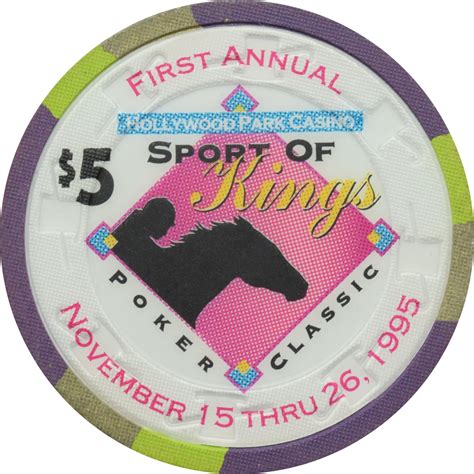 FIRST ANNUAL
HOLLYWOOD PARK CASINO
SPORT OF
Kings
$5
POKER
CLASSIC
NOVEMBER 15 THRU 26, 1995